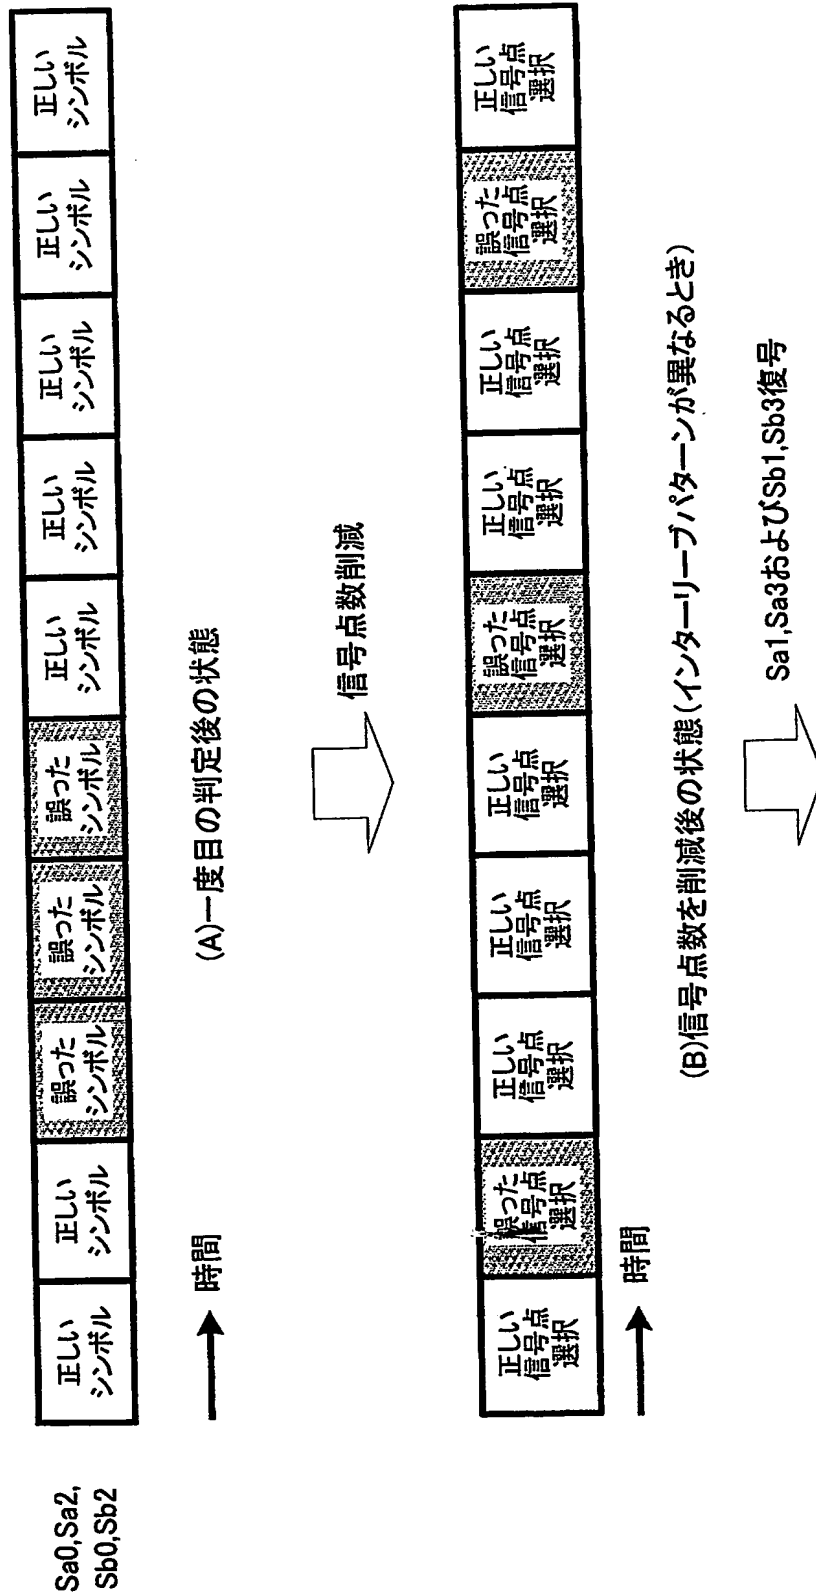 Sa0,Sa2,
Sb0,Sb2
正しい
シンボル
正しい
シンボル
誤った
シンボル
誤った
シンボル
誤った
シンボル
正しい
シンボル
正しい
シンボル
正しい
シンボル
正しい
シンボル
正しい
シンボル
時間
(A)一度目の判定後の状態
信号点数削減
正しい
信号点
選択
誤った
信号点
選択
正しい
信号点
選択
正しい
信号点
選択
正しい
信号点
選択
誤った
信号点
選択
正しい
信号点
選択
正しい
信号点
選択
誤った
信号点
選択
正しい
信号点
選択
時間
(B)信号点数を削減後の状態(インターリーブパターンが異なるとき)
Sa1,Sa3およびSb1,Sb3復号